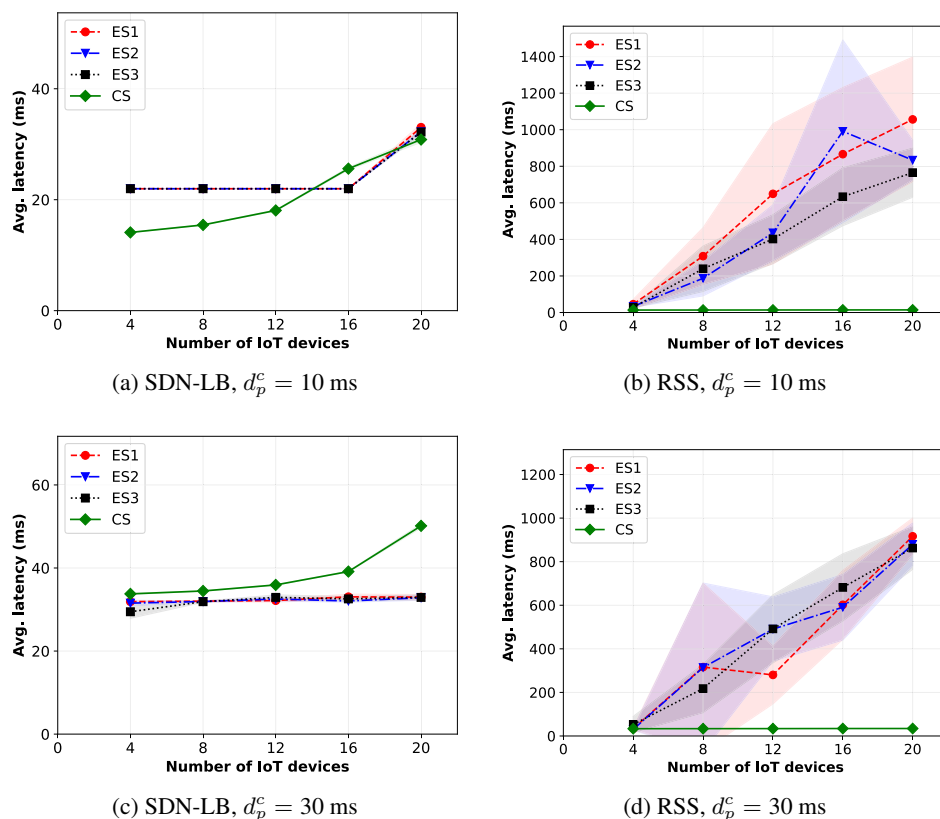 ES1
ES2
ES3
CS
Avg. latency (ms)
40
20
0
0 4 8 12 16 20
Number of IoT devices
(a) SDN-LB, d_p^c = 10 ms
ES1
ES2
ES3
CS
Avg. latency (ms)
1400
1200
1000
800
600
400
200
0
0 4 8 12 16 20
Number of IoT devices
(b) RSS, d_p^c = 10 ms
ES1
ES2
ES3
CS
Avg. latency (ms)
60
40
20
0
0 4 8 12 16 20
Number of IoT devices
(c) SDN-LB, d_p^c = 30 ms
ES1
ES2
ES3
CS
Avg. latency (ms)
1200
1000
800
600
400
200
0
0 4 8 12 16 20
Number of IoT devices
(d) RSS, d_p^c = 30 ms